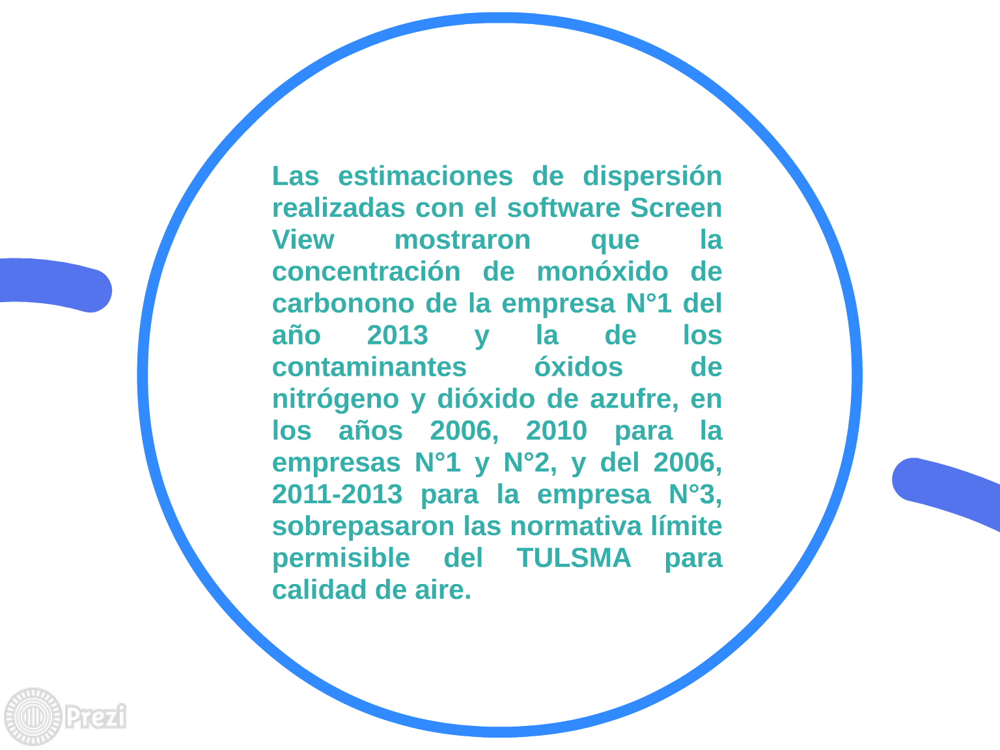 Las estimaciones de dispersión
realizadas con el software Screen
View mostraron que la
concentración de monóxido de
carbonono de la empresa N°1 del
año 2013 y la de los
contaminantes óxidos de
nitrógeno y dióxido de azufre, en
los años 2006, 2010 para la
empresas N°1 y N°2, y del 2006,
2011-2013 para la empresa N°3,
sobrepasaron las normativa límite
permisible del TULSMA para
calidad de aire.
Prezi